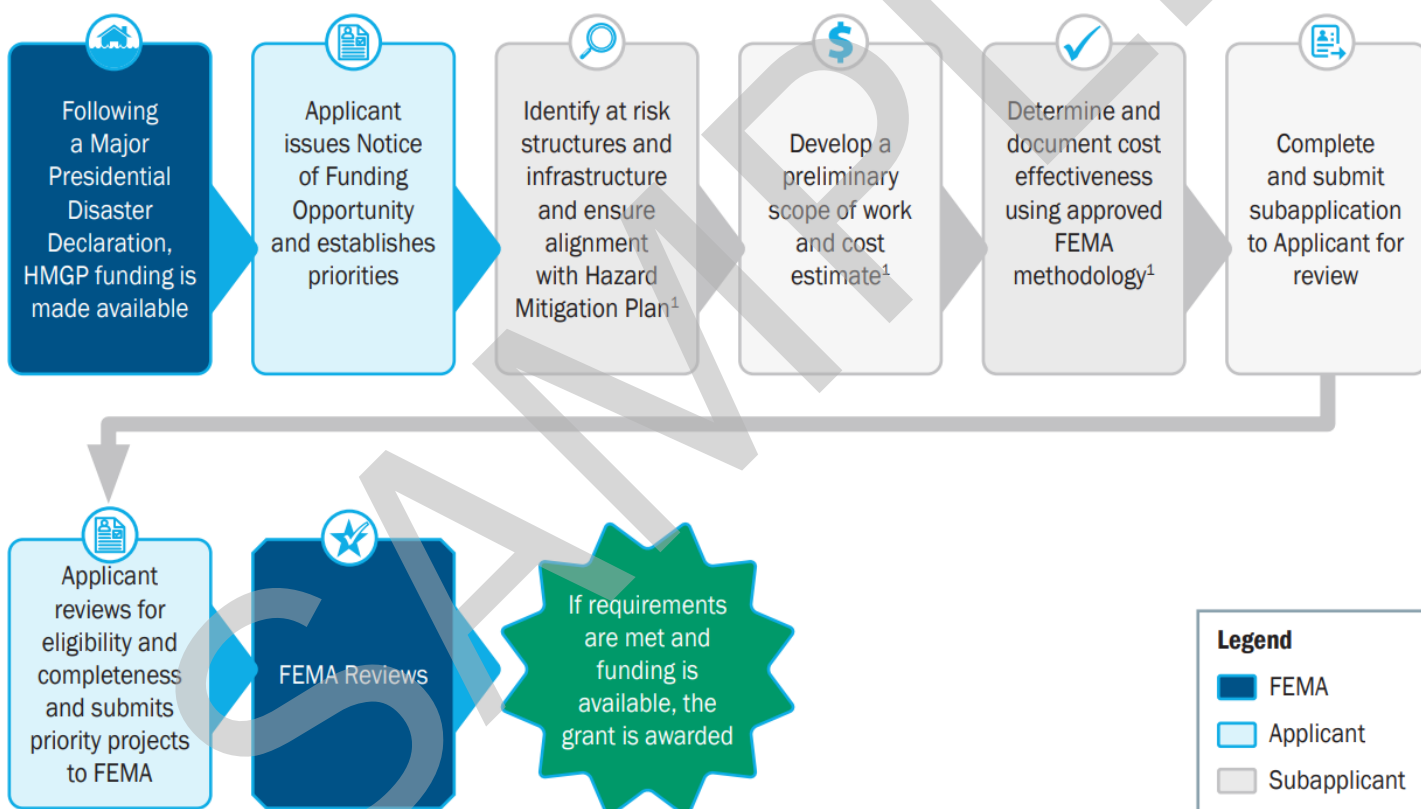 Following
a Major
Presidential
Disaster
Declaration,
HMGP funding is
made available
Applicant
issues Notice
of Funding
Opportunity
and establishes
priorities
Identify at risk
structures and
infrastructure
and ensure
alignment
with Hazard
Mitigation Plan¹
$
Develop a
preliminary
scope of work
and cost
estimate¹
Determine and
document cost
effectiveness
using approved
FEMA
methodology¹
Complete
and submit
subapplication
to Applicant for
review
Applicant
reviews for
eligibility and
completeness
and submits
priority projects
to FEMA
FEMA Reviews
If requirements
are met and
funding is
available, the
grant is awarded
Legend
FEMA
Applicant
Subapplicant
SAMPLE